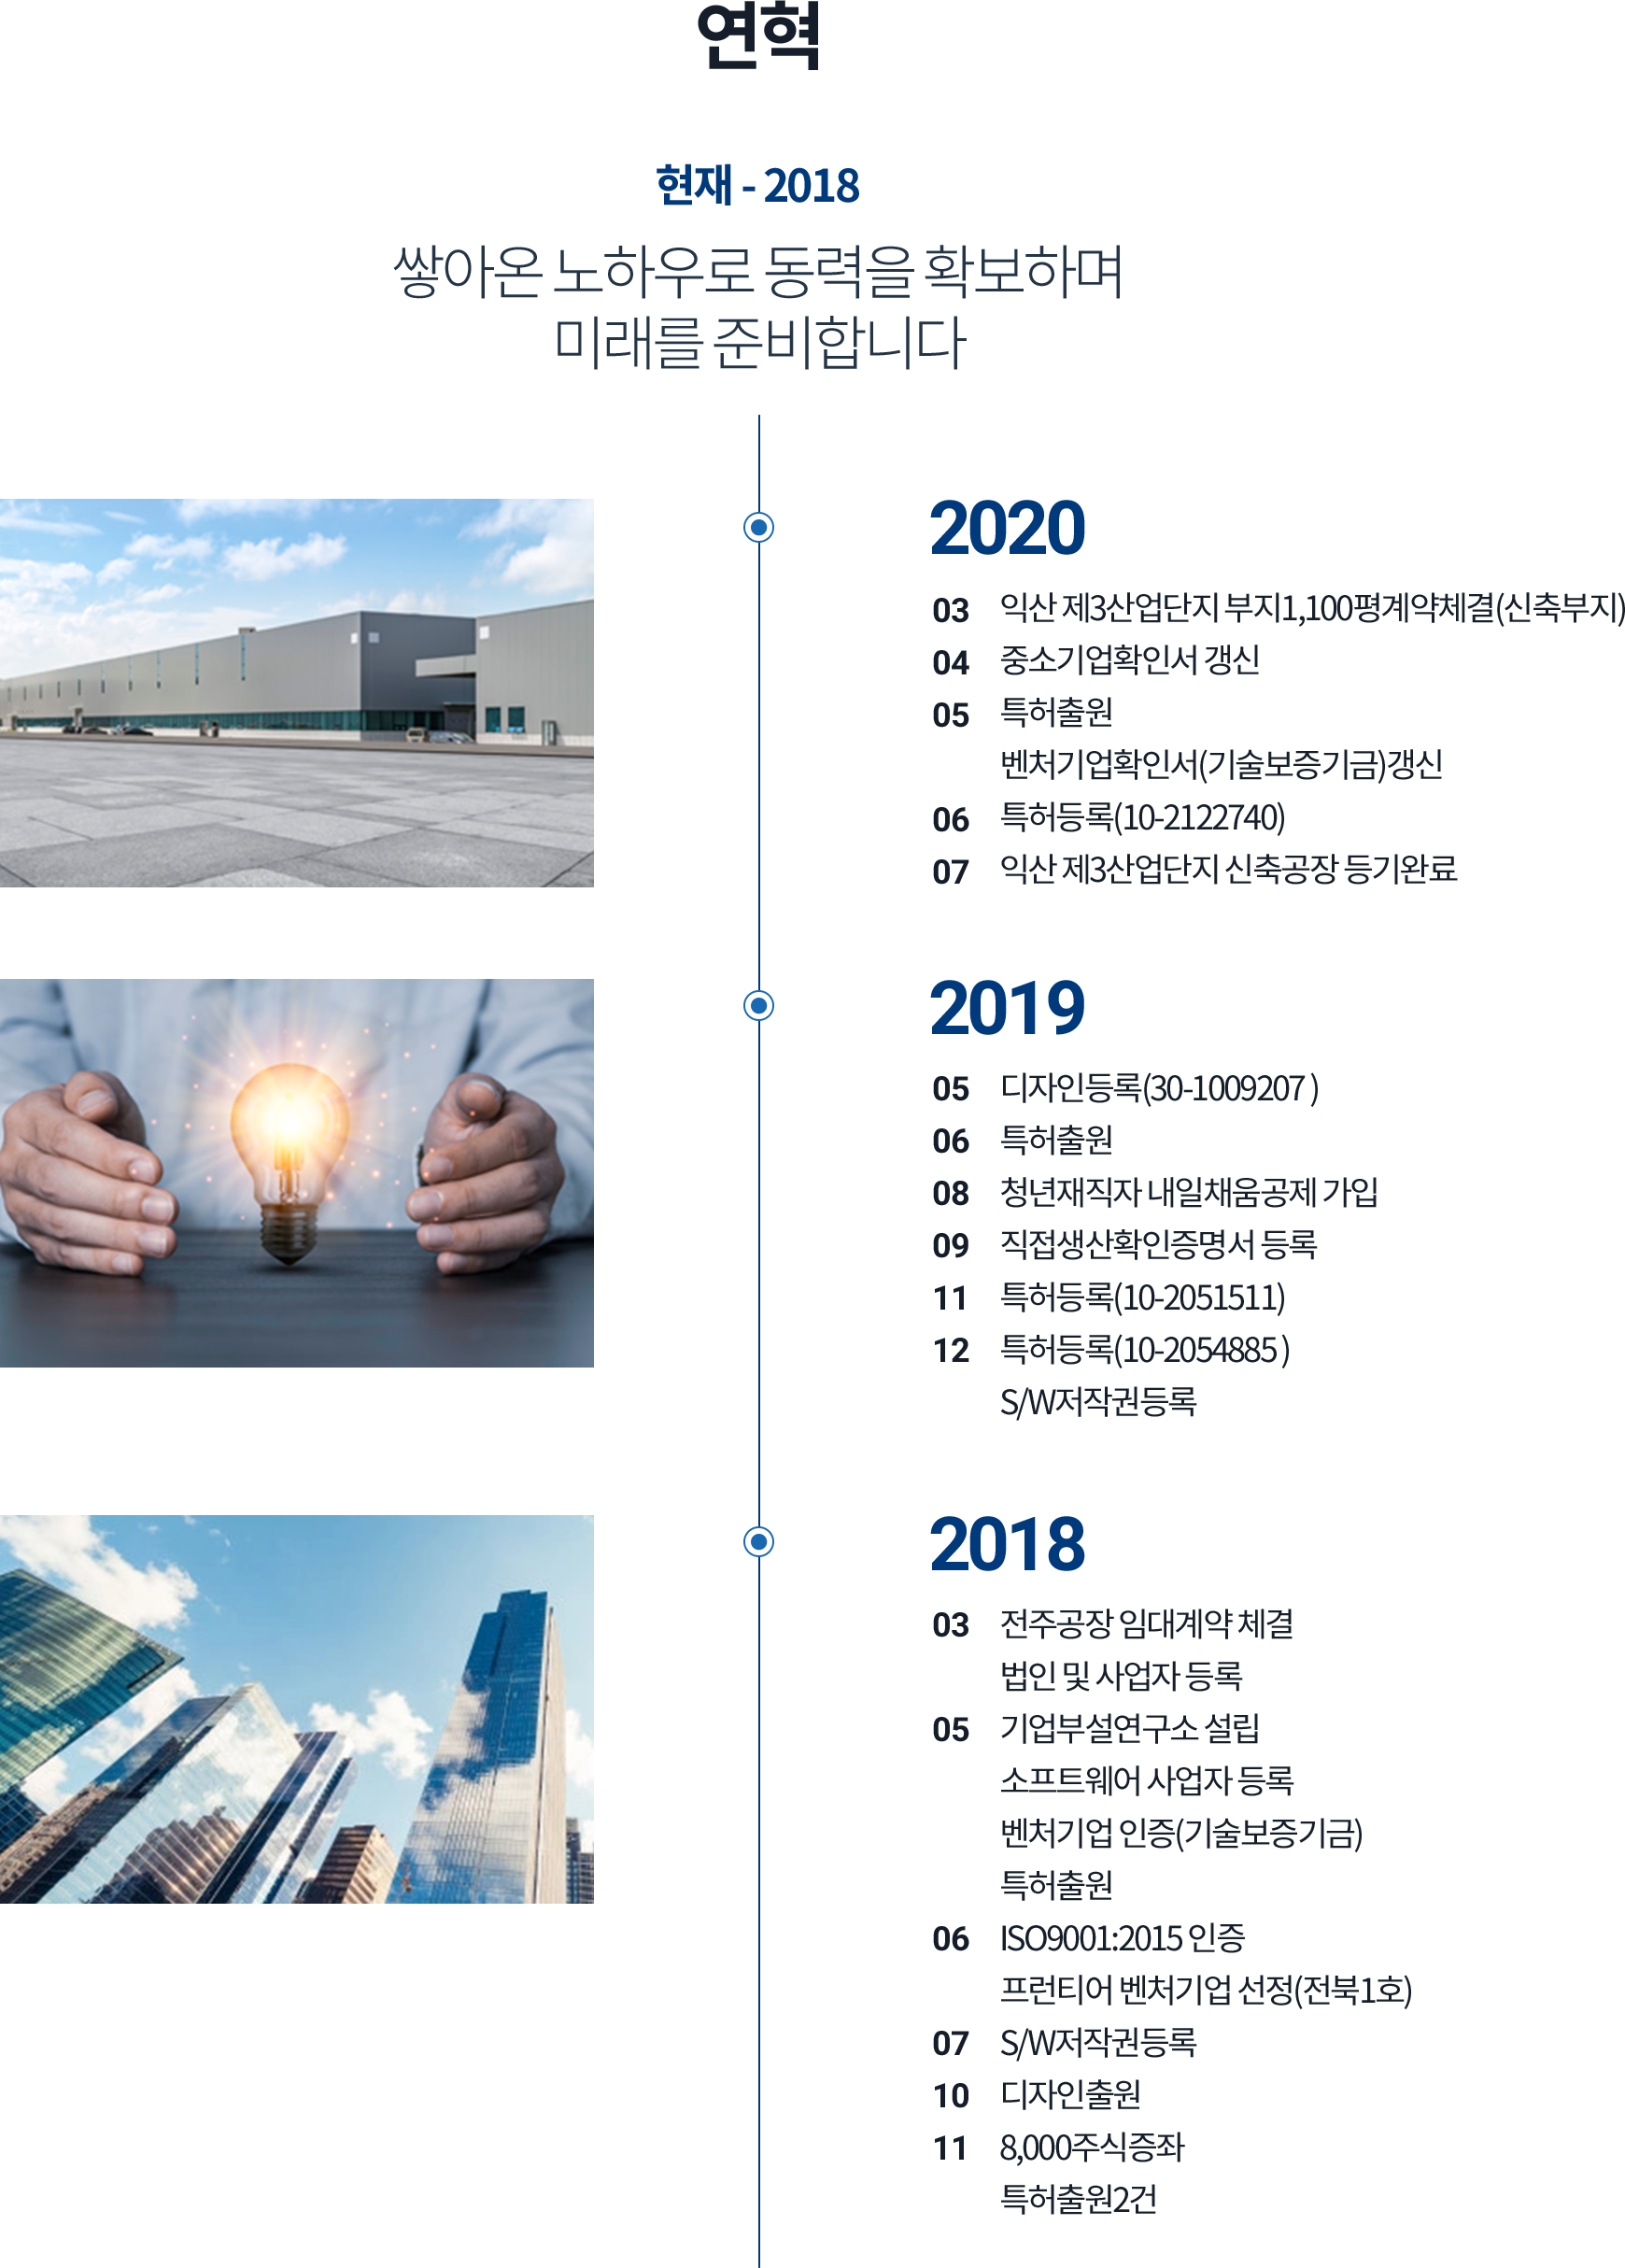 연혁
현재 - 2018
쌓아온 노하우로 동력을 확보하며
미래를 준비합니다
2020
03 익산 제3산업단지 부지1,100평계약체결(신축부지)
04 중소기업확인서 갱신
05 특허출원
벤처기업확인서(기술보증기금)갱신
06 특허등록(10-2122740)
07 익산 제3산업단지 신축공장 등기완료
2019
05 디자인등록(30-1009207 )
06 특허출원
08 청년재직자 내일채움공제 가입
09 직접생산확인증명서 등록
11 특허등록(10-2051511)
12 특허등록(10-2054885 )
S/W저작권등록
2018
03 전주공장 임대계약 체결
법인 및 사업자 등록
05 기업부설연구소 설립
소프트웨어 사업자 등록
벤처기업 인증(기술보증기금)
특허출원
06 ISO9001:2015 인증
프런티어 벤처기업 선정(전북1호)
07 S/W저작권등록
10 디자인출원
11 8,000주식증좌
특허출원2건